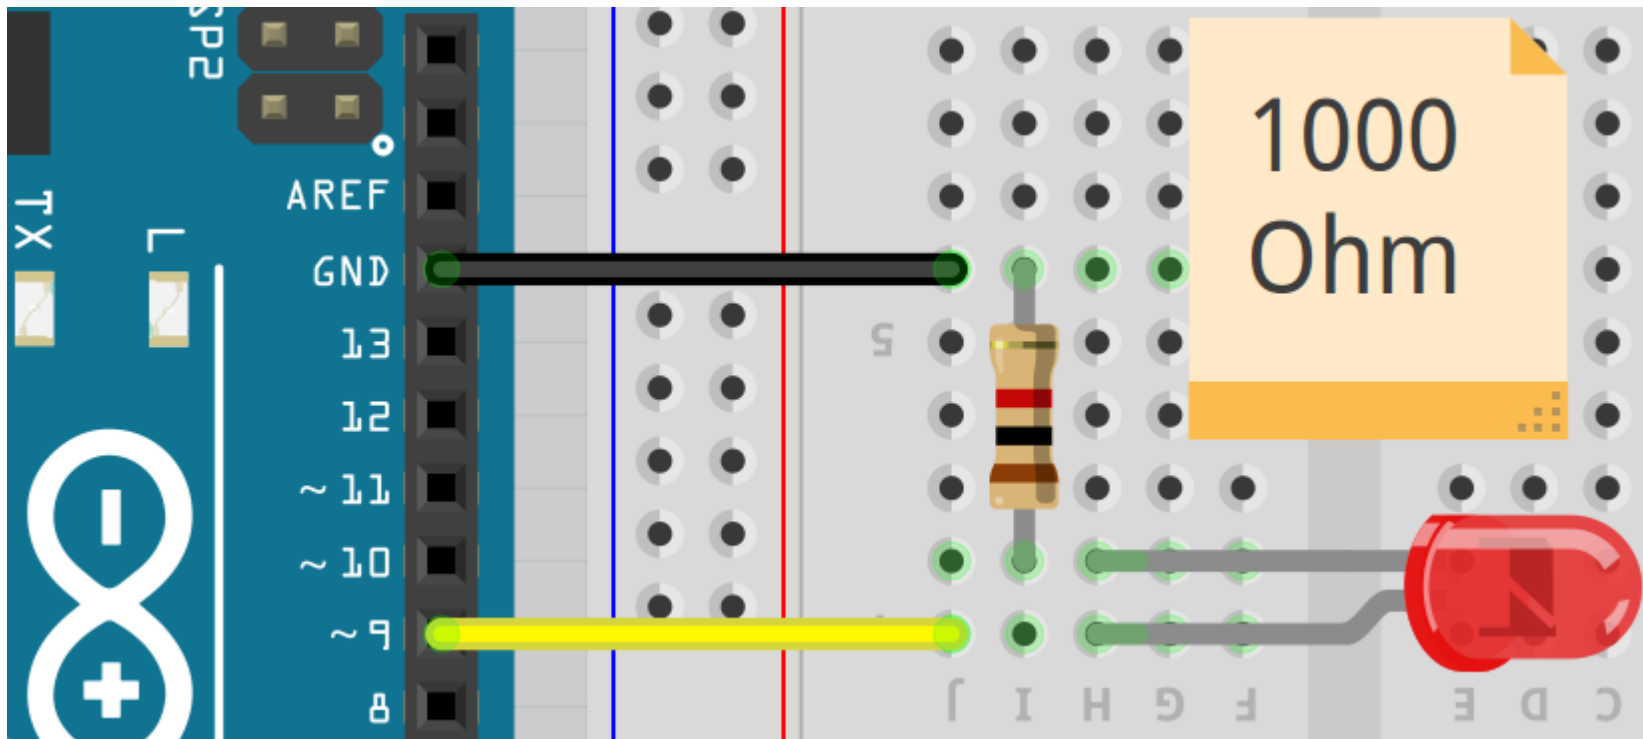 SP2
AREF
GND
13
12
~11
~10
~9
8
TX
L
1000
Ohm
5
J I H G F E D C